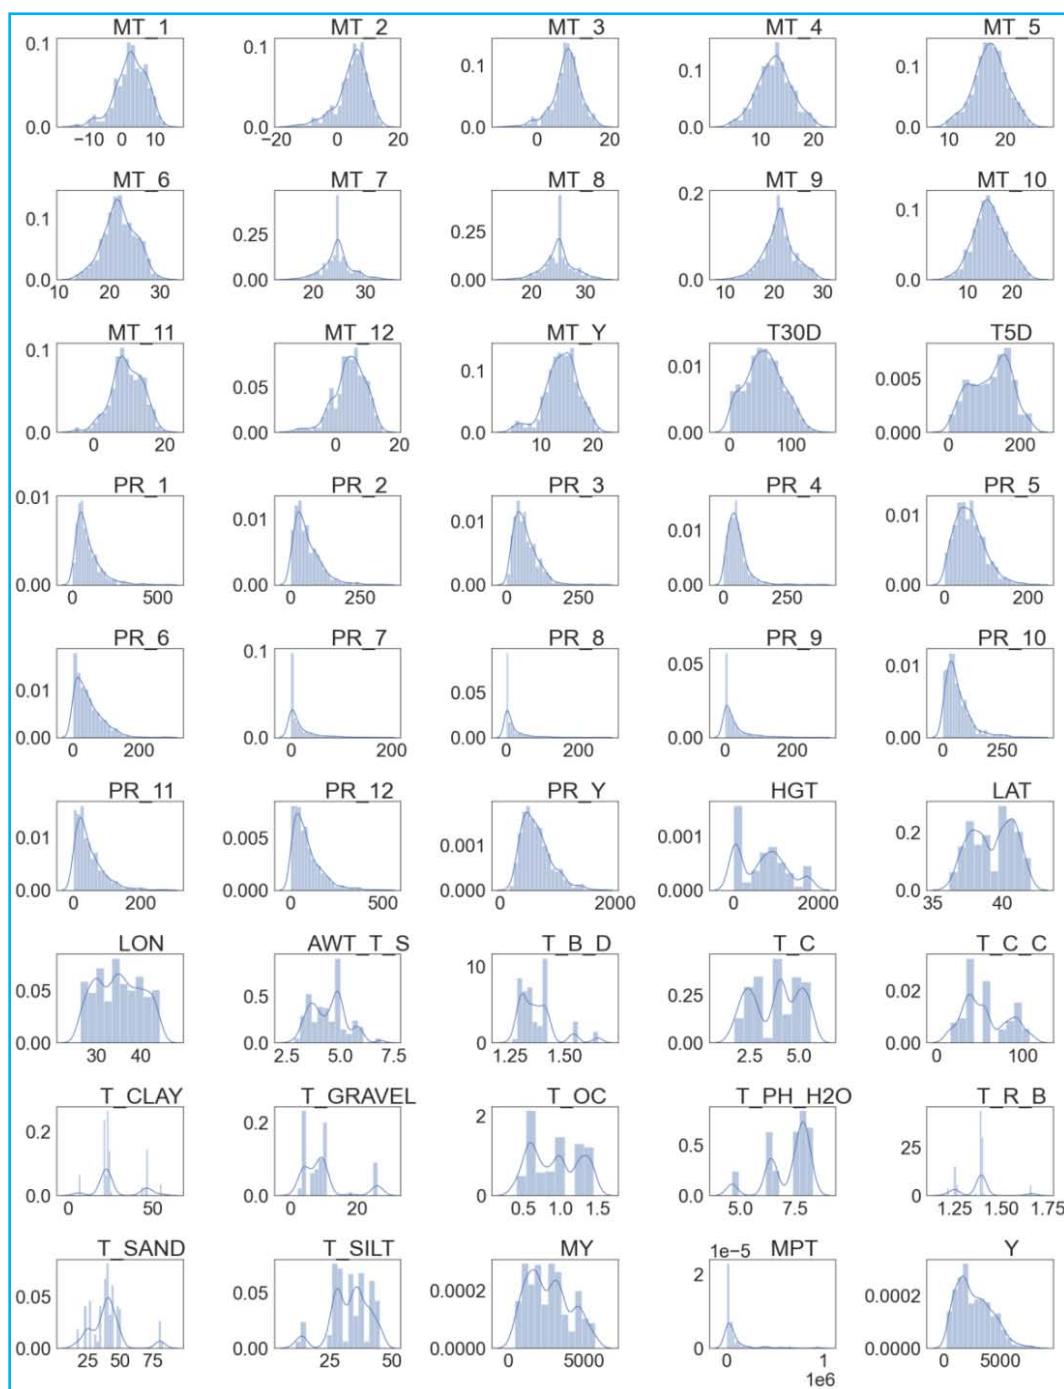 MT_1 MT_2 MT_3 MT_4 MT_5
0.1 0.1 0.1 0.1 0.1
0.0 0.0 0.0 0.0 0.0
−10 0 10 −20 0 20 0 20 10 20 10 20
MT_6 MT_7 MT_8 MT_9 MT_10
0.1 0.25 0.25 0.2 0.1 0.1
0.0 0.00 0.00 0.0 0.0
10 20 30 20 30 20 30 10 20 30 10 20
MT_11 MT_12 MT_Y T30D T5D
0.1 0.05 0.1 0.01 0.005
0.0 0.00 0.0 0.00 0.000
0 10 20 0 20 10 20 0 100 0 200
PR_1 PR_2 PR_3 PR_4 PR_5
0.01 0.01 0.01 0.01 0.01
0.00 0.00 0.00 0.00 0.00
0 500 0 250 0 250 0 250 0 200
PR_6 PR_7 PR_8 PR_9 PR_10
0.01 0.1 0.05 0.05 0.01
0.00 0.0 0.00 0.00 0.00
0 200 0 200 0 200 0 200 0 250
PR_11 PR_12 PR_Y HGT LAT
0.01 0.005 0.001 0.001 0.2
0.00 0.000 0.000 0.000 0.0
0 200 0 500 0 1000 2000 0 2000 35 40
LON AWT_T_S T_B_D T_C T_C_C
0.05 0.5 10 0.25 0.02
0.00 0.0 0 0.00 0.00
30 40 2.5 5.0 7.5 1.25 1.50 2.5 5.0 0 50 100
T_CLAY T_GRAVEL T_OC T_PH_H2O T_R_B
0.2 0.2 2 0.5 25
0.0 0.0 0 0.0 0
0 50 0 20 0.5 1.0 1.5 5.0 7.5 1.25 1.50 1.75
T_SAND T_SILT MY 1e−5 MPT Y
0.05 0.05 0.0002 2 0.0002
0.00 0.00 0.0000 0 0.0000
25 50 75 0 25 50 0 5000 0 1 0 5000
1e6